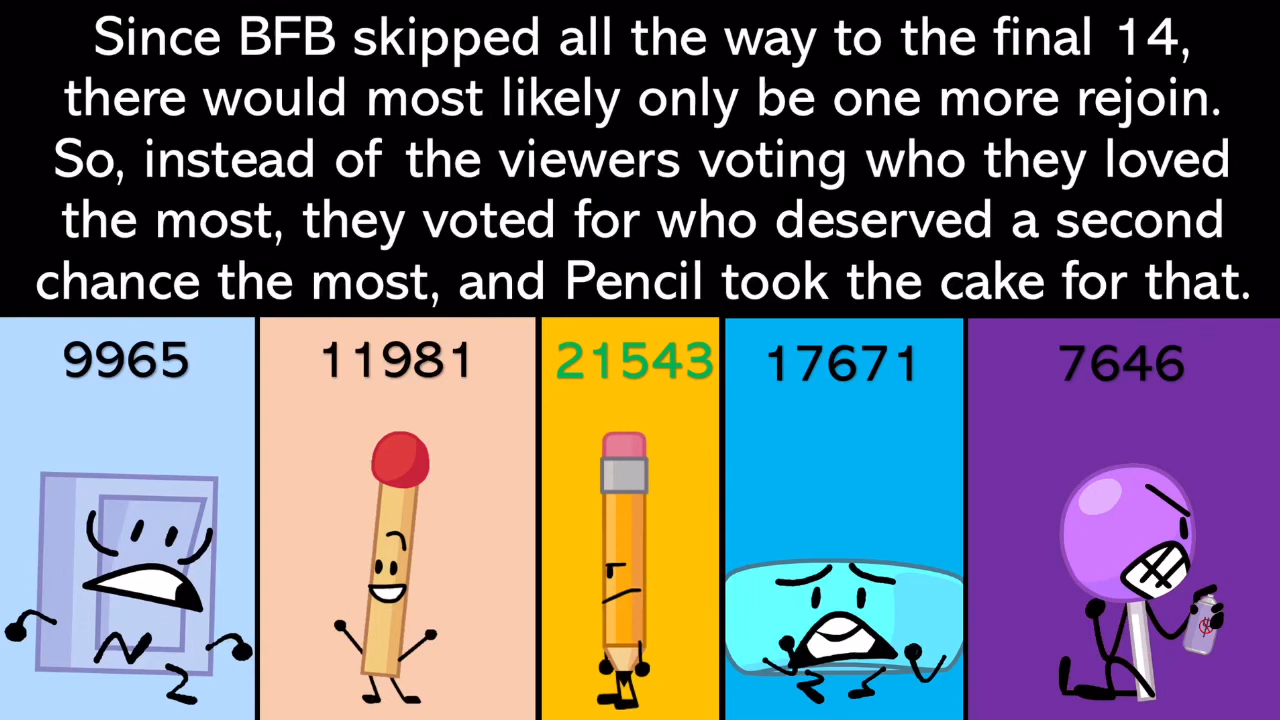 Since BFB skipped all the way to the final 14,
there would most likely only be one more rejoin.
So, instead of the viewers voting who they loved
the most, they voted for who deserved a second
chance the most, and Pencil took the cake for that.
9965 11981 21543 17671 7646